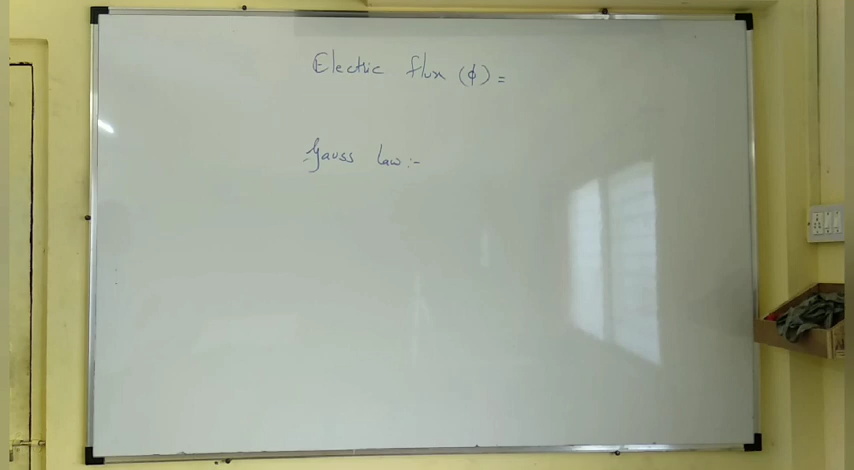 Electric flux (ϕ) =
Gauss law :-